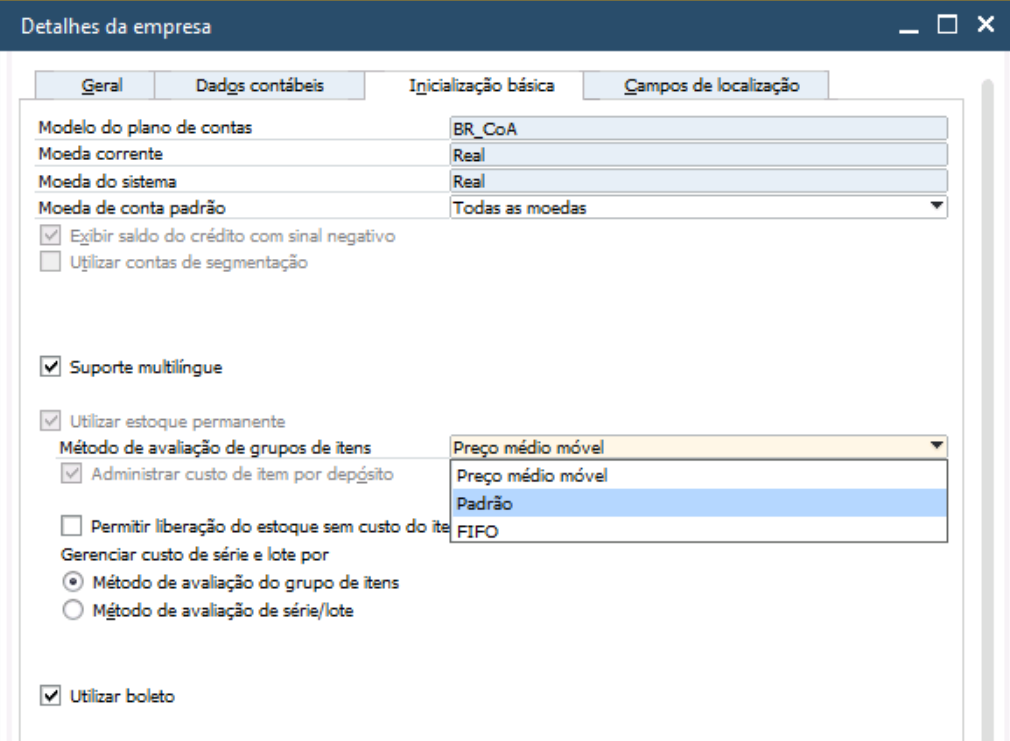 Detalhes da empresa
Geral Dados contábeis Inicialização básica Campos de localização
Modelo do plano de contas BR_CoA
Moeda corrente Real
Moeda do sistema Real
Moeda de conta padrão Todas as moedas
Exibir saldo do crédito com sinal negativo
Utilizar contas de segmentação
Suporte multilíngue
Utilizar estoque permanente
Método de avaliação de grupos de itens Preço médio móvel
Administrar custo de item por depósito Preço médio móvel
Padrão
Permitir liberação do estoque sem custo do ite FIFO
Gerenciar custo de série e lote por
Método de avaliação do grupo de itens
Método de avaliação de série/lote
Utilizar boleto